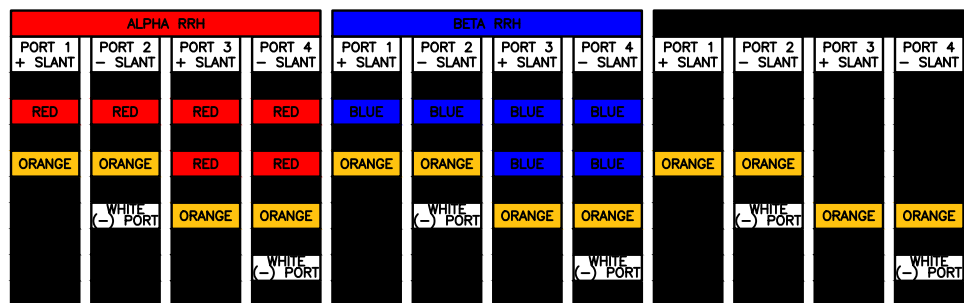 ALPHA RRH BETA RRH
PORT 1 PORT 2 PORT 3 PORT 4 PORT 1 PORT 2 PORT 3 PORT 4 PORT 1 PORT 2 PORT 3 PORT 4
+ SLANT - SLANT + SLANT - SLANT + SLANT - SLANT + SLANT - SLANT + SLANT - SLANT + SLANT - SLANT
RED RED RED RED BLUE BLUE BLUE BLUE
ORANGE ORANGE RED RED ORANGE ORANGE BLUE BLUE ORANGE ORANGE
WHITE ORANGE ORANGE WHITE ORANGE ORANGE WHITE ORANGE ORANGE
(-) PORT (-) PORT (-) PORT
WHITE WHITE WHITE
(-) PORT (-) PORT (-) PORT